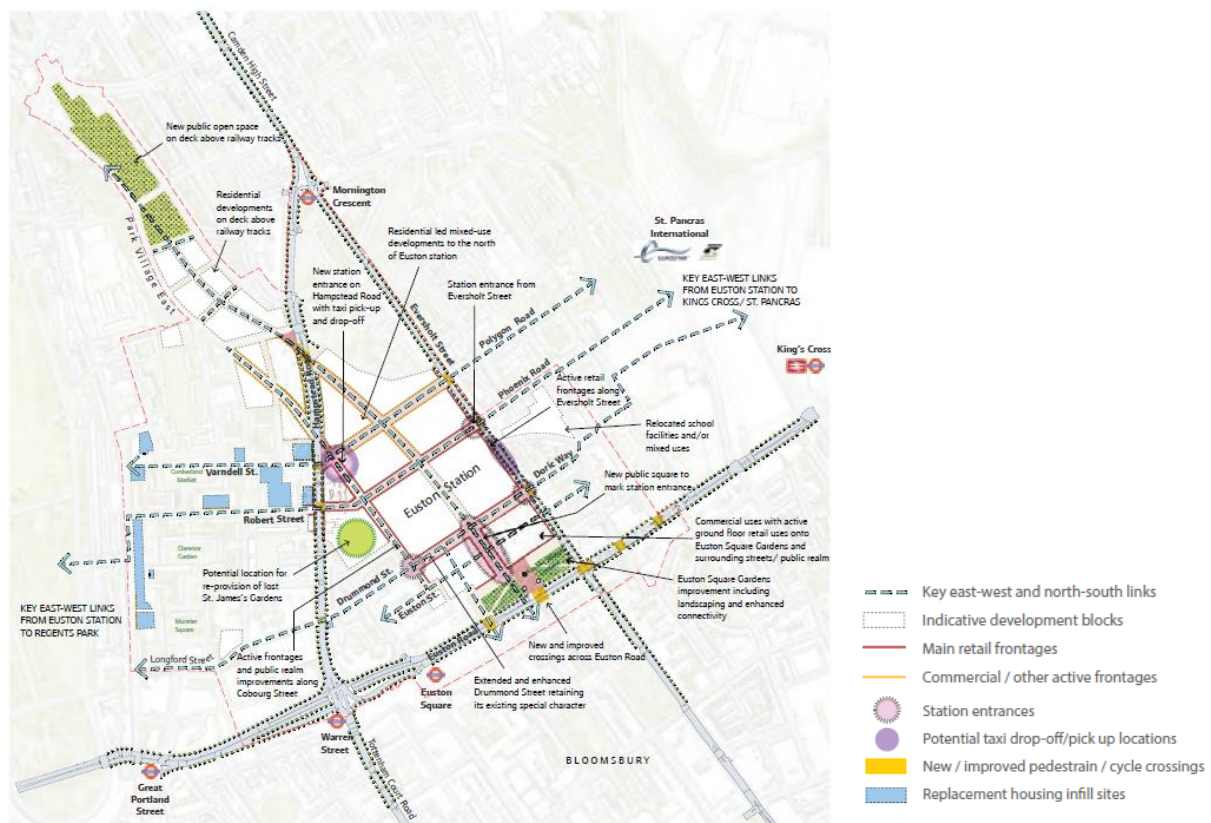 Camden High Street
New public open space
on deck above railway tracks
Mornington
Crescent
Residential
developments
on deck above
railway tracks
Park Village East
Residential led mixed-use
developments to the north
of Euston station
St. Pancras
International
New station
entrance on
Hampstead Road
with taxi pick-up
and drop-off
Station entrance from
Eversholt Street
KEY EAST-WEST LINKS
FROM EUSTON STATION TO
KINGS CROSS/ ST. PANCRAS
Eversholt Street
Polygon Road
King's Cross
Phoenix Road
Active retail
frontages along
Eversholt Street
Relocated school
facilities and/or
mixed uses
Doric Way
New public square to
mark station entrance
Euston Station
Varndell St.
Cumberland
Market
Robert Street
Commercial uses with active
ground floor retail uses onto
Euston Square Gardens and
surrounding streets/ public realm
Clarence
Garden
Potential location for
re-provision of lost
St. James's Gardens
Drummond St.
Euston St.
Euston Square Gardens
improvement including
landscaping and enhanced
connectivity
KEY EAST-WEST LINKS
FROM EUSTON STATION
TO REGENTS PARK
Munster
Square
Longford Street
Active frontages
and public realm
improvements along
Cobourg Street
Euston Road
New and improved
crossings across Euston Road
Extended and enhanced
Drummond Street retaining
its existing special character
Euston
Square
Warren
Street
Tottenham Court Road
BLOOMSBURY
Great
Portland
Street
Key east-west and north-south links
Indicative development blocks
Main retail frontages
Commercial / other active frontages
Station entrances
Potential taxi drop-off/pick up locations
New / improved pedestrain / cycle crossings
Replacement housing infill sites